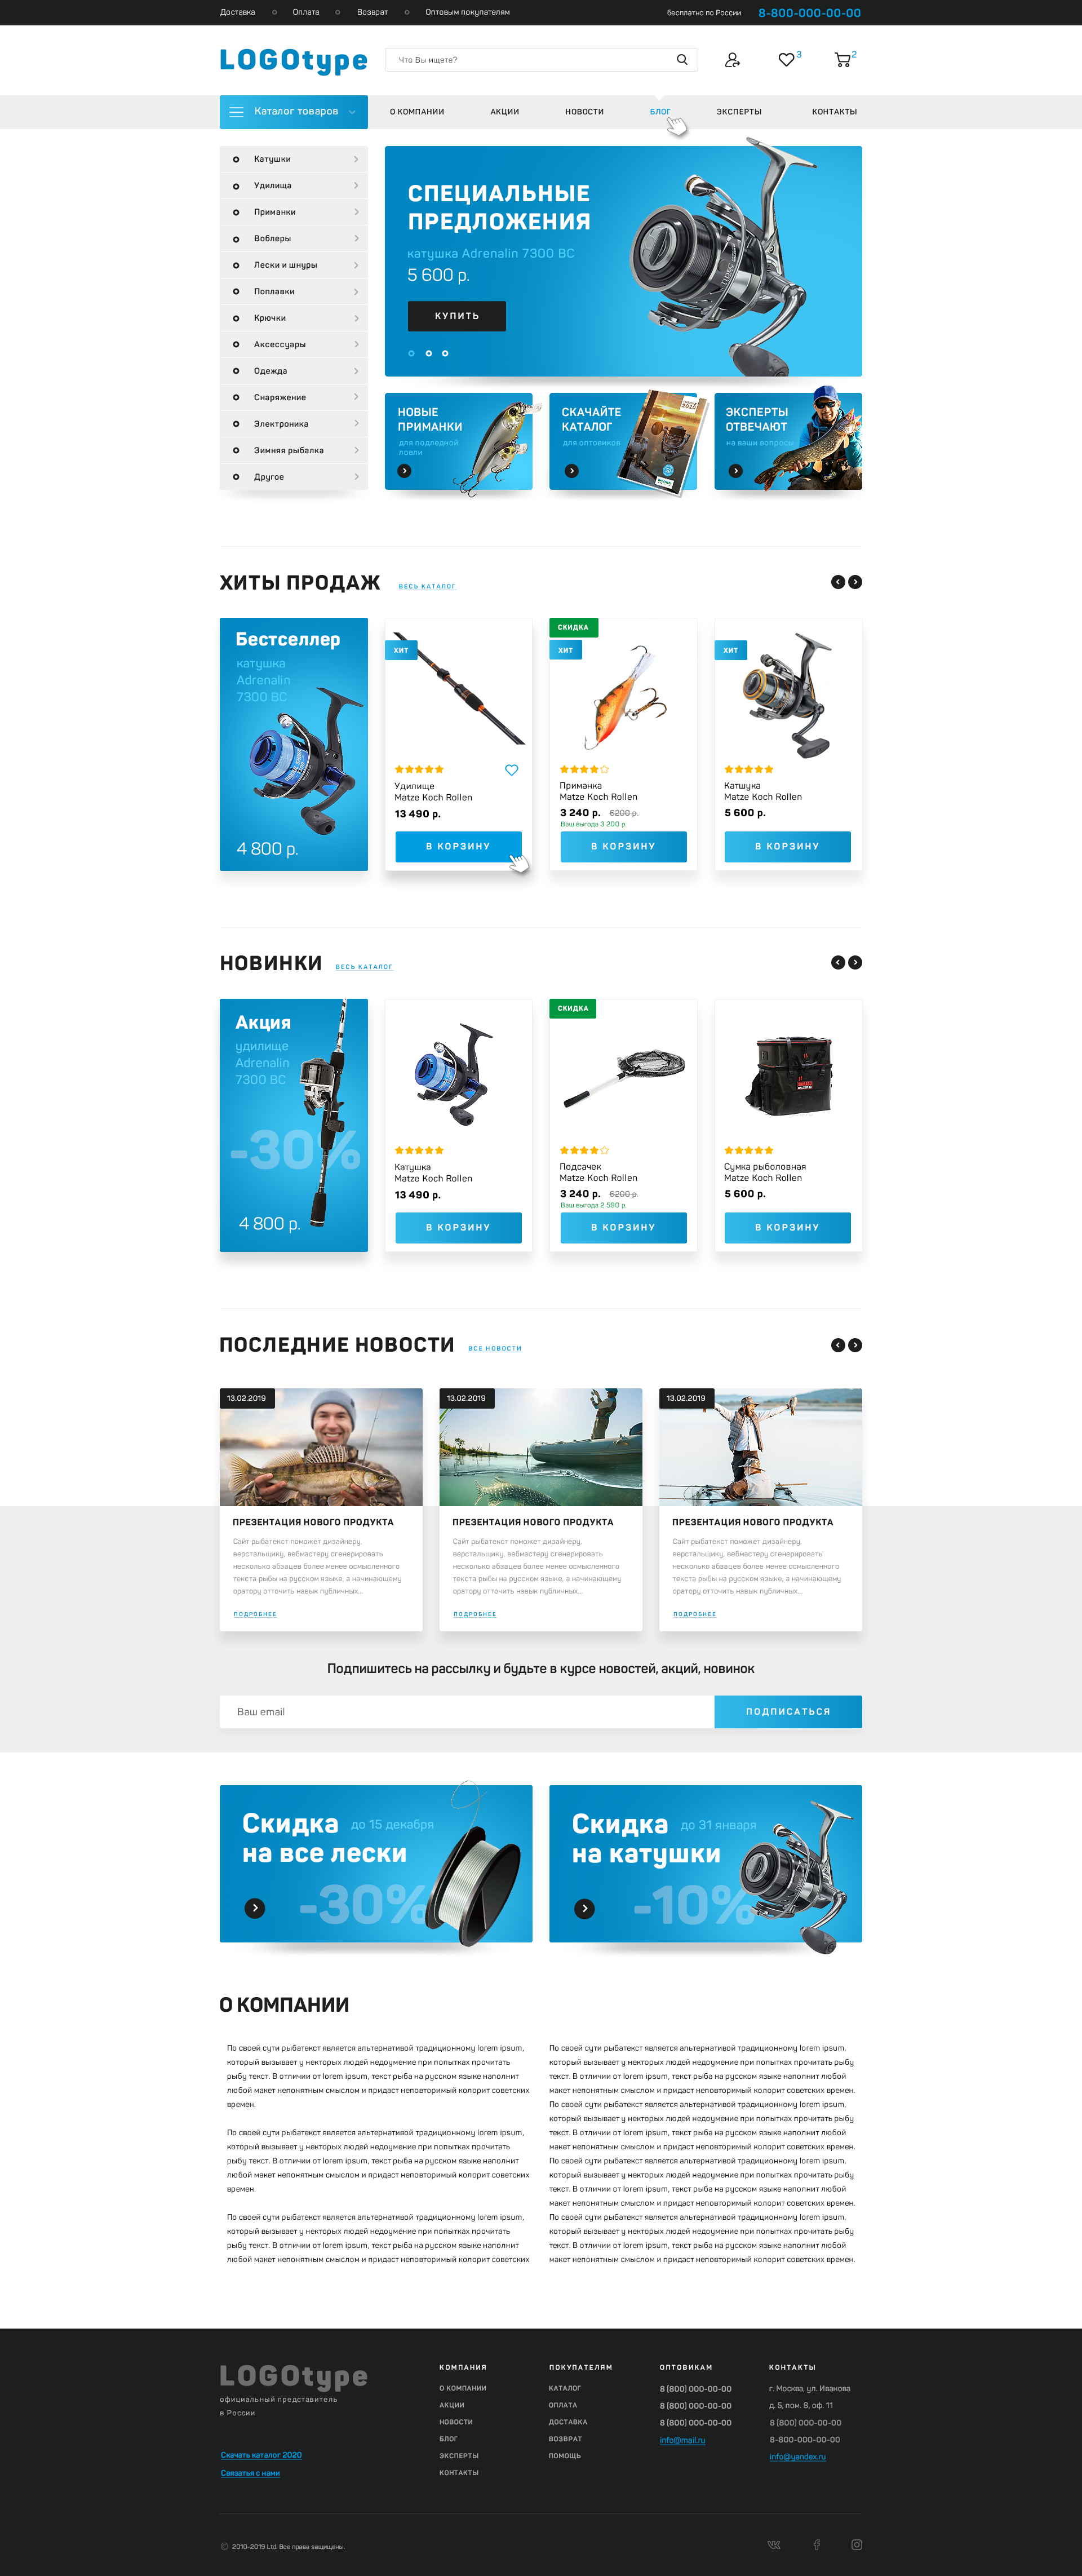 Доставка
Оплата
Возврат
Оптовым покупателям
бесплатно по России
8-800-000-00-00
LOGOtype
Что Вы ищете?
3
2
Каталог товаров
О КОМПАНИИ
АКЦИИ
НОВОСТИ
БЛОГ
ЭКСПЕРТЫ
КОНТАКТЫ
Катушки
Удилища
Приманки
Воблеры
Лески и шнуры
Поплавки
Крючки
Аксессуары
Одежда
Снаряжение
Электроника
Зимняя рыбалка
Другое
СПЕЦИАЛЬНЫЕ
ПРЕДЛОЖЕНИЯ
катушка Adrenalin 7300 BC
5 600 р.
КУПИТЬ
НОВЫЕ
ПРИМАНКИ
для подледной
ловли
СКАЧАЙТЕ
КАТАЛОГ
для оптовиков
2020
ЭКСПЕРТЫ
ОТВЕЧАЮТ
на ваши вопросы
ХИТЫ ПРОДАЖ
ВЕСЬ КАТАЛОГ
Бестселлер
катушка
Adrenalin
7300 BC
4 800 р.
ХИТ
Удилище
Matze Koch Rollen
13 490 р.
В КОРЗИНУ
СКИДКА
ХИТ
Приманка
Matze Koch Rollen
3 240 р. 6200 р.
Ваш выгода 3 200 р.
В КОРЗИНУ
ХИТ
Катшука
Matze Koch Rollen
5 600 р.
В КОРЗИНУ
НОВИНКИ
ВЕСЬ КАТАЛОГ
Акция
удилище
Adrenalin
7300 BC
-30%
4 800 р.
Катушка
Matze Koch Rollen
13 490 р.
В КОРЗИНУ
СКИДКА
Подсачек
Matze Koch Rollen
3 240 р. 6200 р.
Ваш выгода 2 590 р.
В КОРЗИНУ
Сумка рыболовная
Matze Koch Rollen
5 600 р.
В КОРЗИНУ
ПОСЛЕДНИЕ НОВОСТИ
ВСЕ НОВОСТИ
13.02.2019
ПРЕЗЕНТАЦИЯ НОВОГО ПРОДУКТА
Сайт рыбатекст поможет дизайнеру,
верстальщику, вебмастеру сгенерировать
несколько абзацев более менее осмысленного
текста рыбы на русском языке, а начинающему
оратору отточить навык публичных...
ПОДРОБНЕЕ
13.02.2019
ПРЕЗЕНТАЦИЯ НОВОГО ПРОДУКТА
Сайт рыбатекст поможет дизайнеру,
верстальщику, вебмастеру сгенерировать
несколько абзацев более менее осмысленного
текста рыбы на русском языке, а начинающему
оратору отточить навык публичных...
ПОДРОБНЕЕ
13.02.2019
ПРЕЗЕНТАЦИЯ НОВОГО ПРОДУКТА
Сайт рыбатекст поможет дизайнеру,
верстальщику, вебмастеру сгенерировать
несколько абзацев более менее осмысленного
текста рыбы на русском языке, а начинающему
оратору отточить навык публичных...
ПОДРОБНЕЕ
Подпишитесь на рассылку и будьте в курсе новостей, акций, новинок
Ваш email
ПОДПИСАТЬСЯ
Скидка до 15 декабря
на все лески
-30%
Скидка до 31 января
на катушки
-10%
О КОМПАНИИ
По своей сути рыбатекст является альтернативой традиционному lorem ipsum,
который вызывает у некторых людей недоумение при попытках прочитать
рыбу текст. В отличии от lorem ipsum, текст рыба на русском языке наполнит
любой макет непонятным смыслом и придаст неповторимый колорит советских
времен.
По своей сути рыбатекст является альтернативой традиционному lorem ipsum,
который вызывает у некторых людей недоумение при попытках прочитать
рыбу текст. В отличии от lorem ipsum, текст рыба на русском языке наполнит
любой макет непонятным смыслом и придаст неповторимый колорит советских
времен.
По своей сути рыбатекст является альтернативой традиционному lorem ipsum,
который вызывает у некторых людей недоумение при попытках прочитать
рыбу текст. В отличии от lorem ipsum, текст рыба на русском языке наполнит
любой макет непонятным смыслом и придаст неповторимый колорит советских
По своей сути рыбатекст является альтернативой традиционному lorem ipsum,
который вызывает у некторых людей недоумение при попытках прочитать рыбу
текст. В отличии от lorem ipsum, текст рыба на русском языке наполнит любой
макет непонятным смыслом и придаст неповторимый колорит советских времен.
По своей сути рыбатекст является альтернативой традиционному lorem ipsum,
который вызывает у некторых людей недоумение при попытках прочитать рыбу
текст. В отличии от lorem ipsum, текст рыба на русском языке наполнит любой
макет непонятным смыслом и придаст неповторимый колорит советских времен.
По своей сути рыбатекст является альтернативой традиционному lorem ipsum,
который вызывает у некторых людей недоумение при попытках прочитать рыбу
текст. В отличии от lorem ipsum, текст рыба на русском языке наполнит любой
макет непонятным смыслом и придаст неповторимый колорит советских времен.
По своей сути рыбатекст является альтернативой традиционному lorem ipsum,
который вызывает у некторых людей недоумение при попытках прочитать рыбу
текст. В отличии от lorem ipsum, текст рыба на русском языке наполнит любой
макет непонятным смыслом и придаст неповторимый колорит советских времен.
LOGOtype
официальный представитель
в России
Скачать каталог 2020
Связатья с нами
КОМПАНИЯ
О КОМПАНИИ
АКЦИИ
НОВОСТИ
БЛОГ
ЭКСПЕРТЫ
КОНТАКТЫ
ПОКУПАТЕЛЯМ
КАТАЛОГ
ОПЛАТА
ДОСТАВКА
ВОЗВРАТ
ПОМОЩЬ
ОПТОВИКАМ
8 (800) 000-00-00
8 (800) 000-00-00
8 (800) 000-00-00
info@mail.ru
КОНТАКТЫ
г. Москва, ул. Иванова
д. 5, пом. 8, оф. 11
8 (800) 000-00-00
8-800-000-00-00
info@yandex.ru
© 2010-2019 Ltd. Все права защищены.